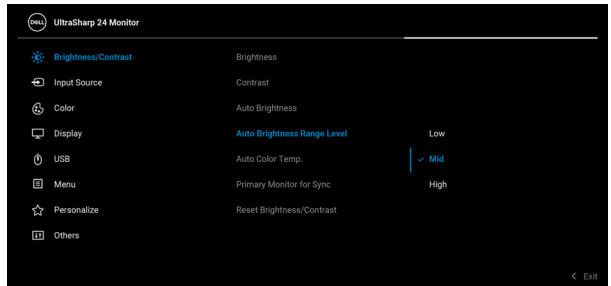 DELL UltraSharp 24 Monitor
Brightness/Contrast Brightness
Input Source Contrast
Color Auto Brightness
Display Auto Brightness Range Level Low
USB Auto Color Temp. Mid
Menu Primary Monitor for Sync High
Personalize Reset Brightness/Contrast
Others
Exit